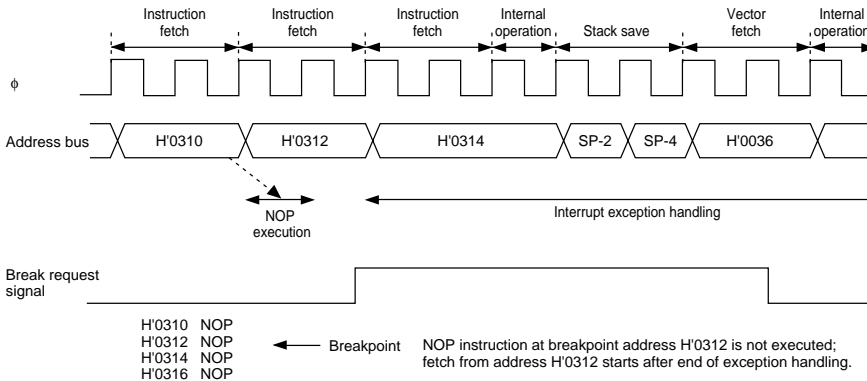 Instruction fetch
Instruction fetch
Instruction fetch
Internal operation
Stack save
Vector fetch
Internal operation
φ
Address bus
H'0310
H'0312
H'0314
SP-2
SP-4
H'0036
NOP execution
Interrupt exception handling
Break request signal
H'0310 NOP
H'0312 NOP
H'0314 NOP
H'0316 NOP
Breakpoint
NOP instruction at breakpoint address H'0312 is not executed;
fetch from address H'0312 starts after end of exception handling.